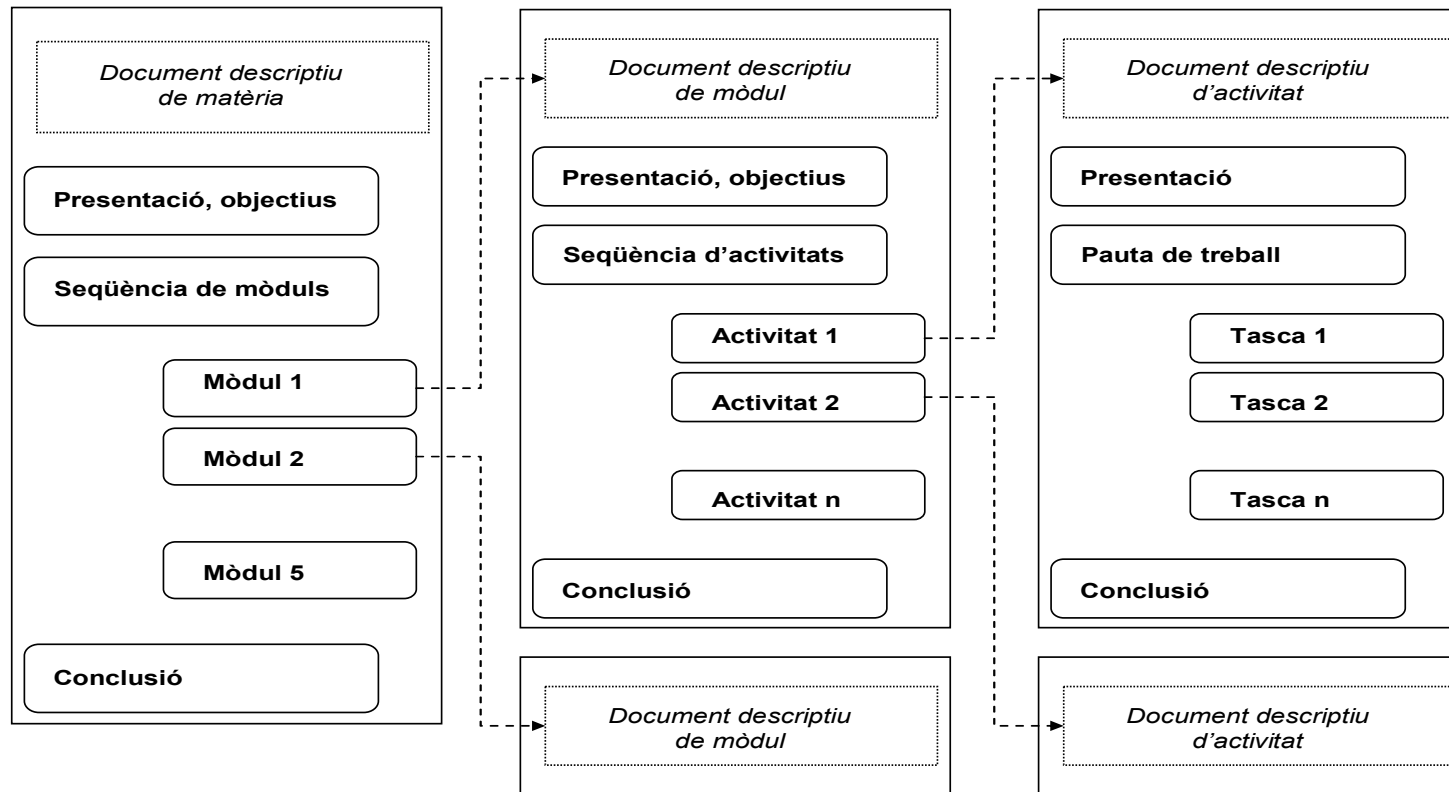 Document descriptiu
de matèria
Presentació, objectius
Seqüència de mòduls
Mòdul 1
Mòdul 2
Mòdul 5
Conclusió
Document descriptiu
de mòdul
Presentació, objectius
Seqüència d’activitats
Activitat 1
Activitat 2
Activitat n
Conclusió
Document descriptiu
de mòdul
Document descriptiu
d’activitat
Presentació
Pauta de treball
Tasca 1
Tasca 2
Tasca n
Conclusió
Document descriptiu
d’activitat